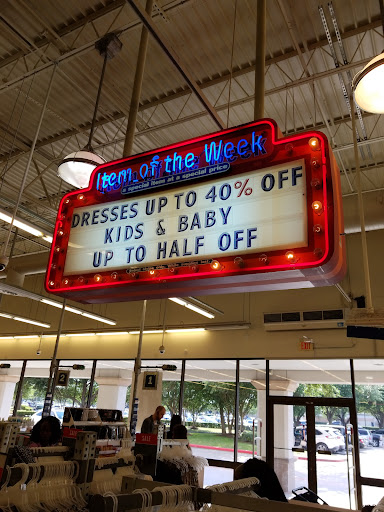 Item of the Week
a special item at a special price
DRESSES UP TO 40% OFF
KIDS & BABY
UP TO HALF OFF
SALE